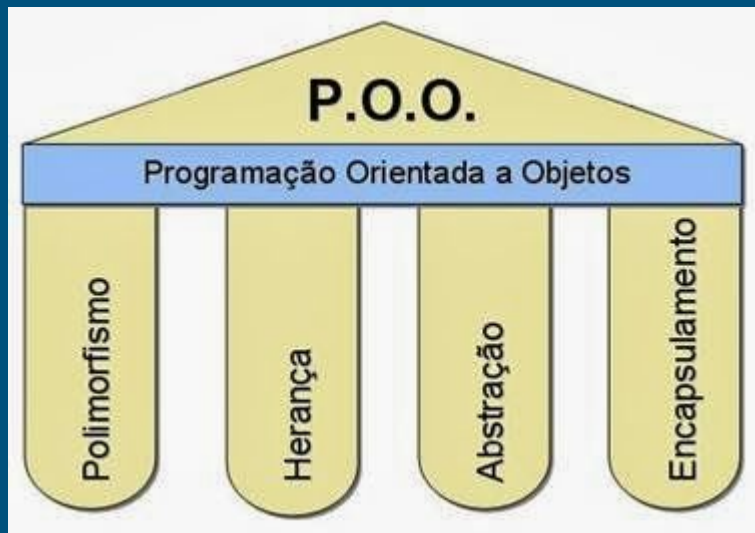 P.O.O.
Programação Orientada a Objetos
Polimorfismo
Herança
Abstração
Encapsulamento